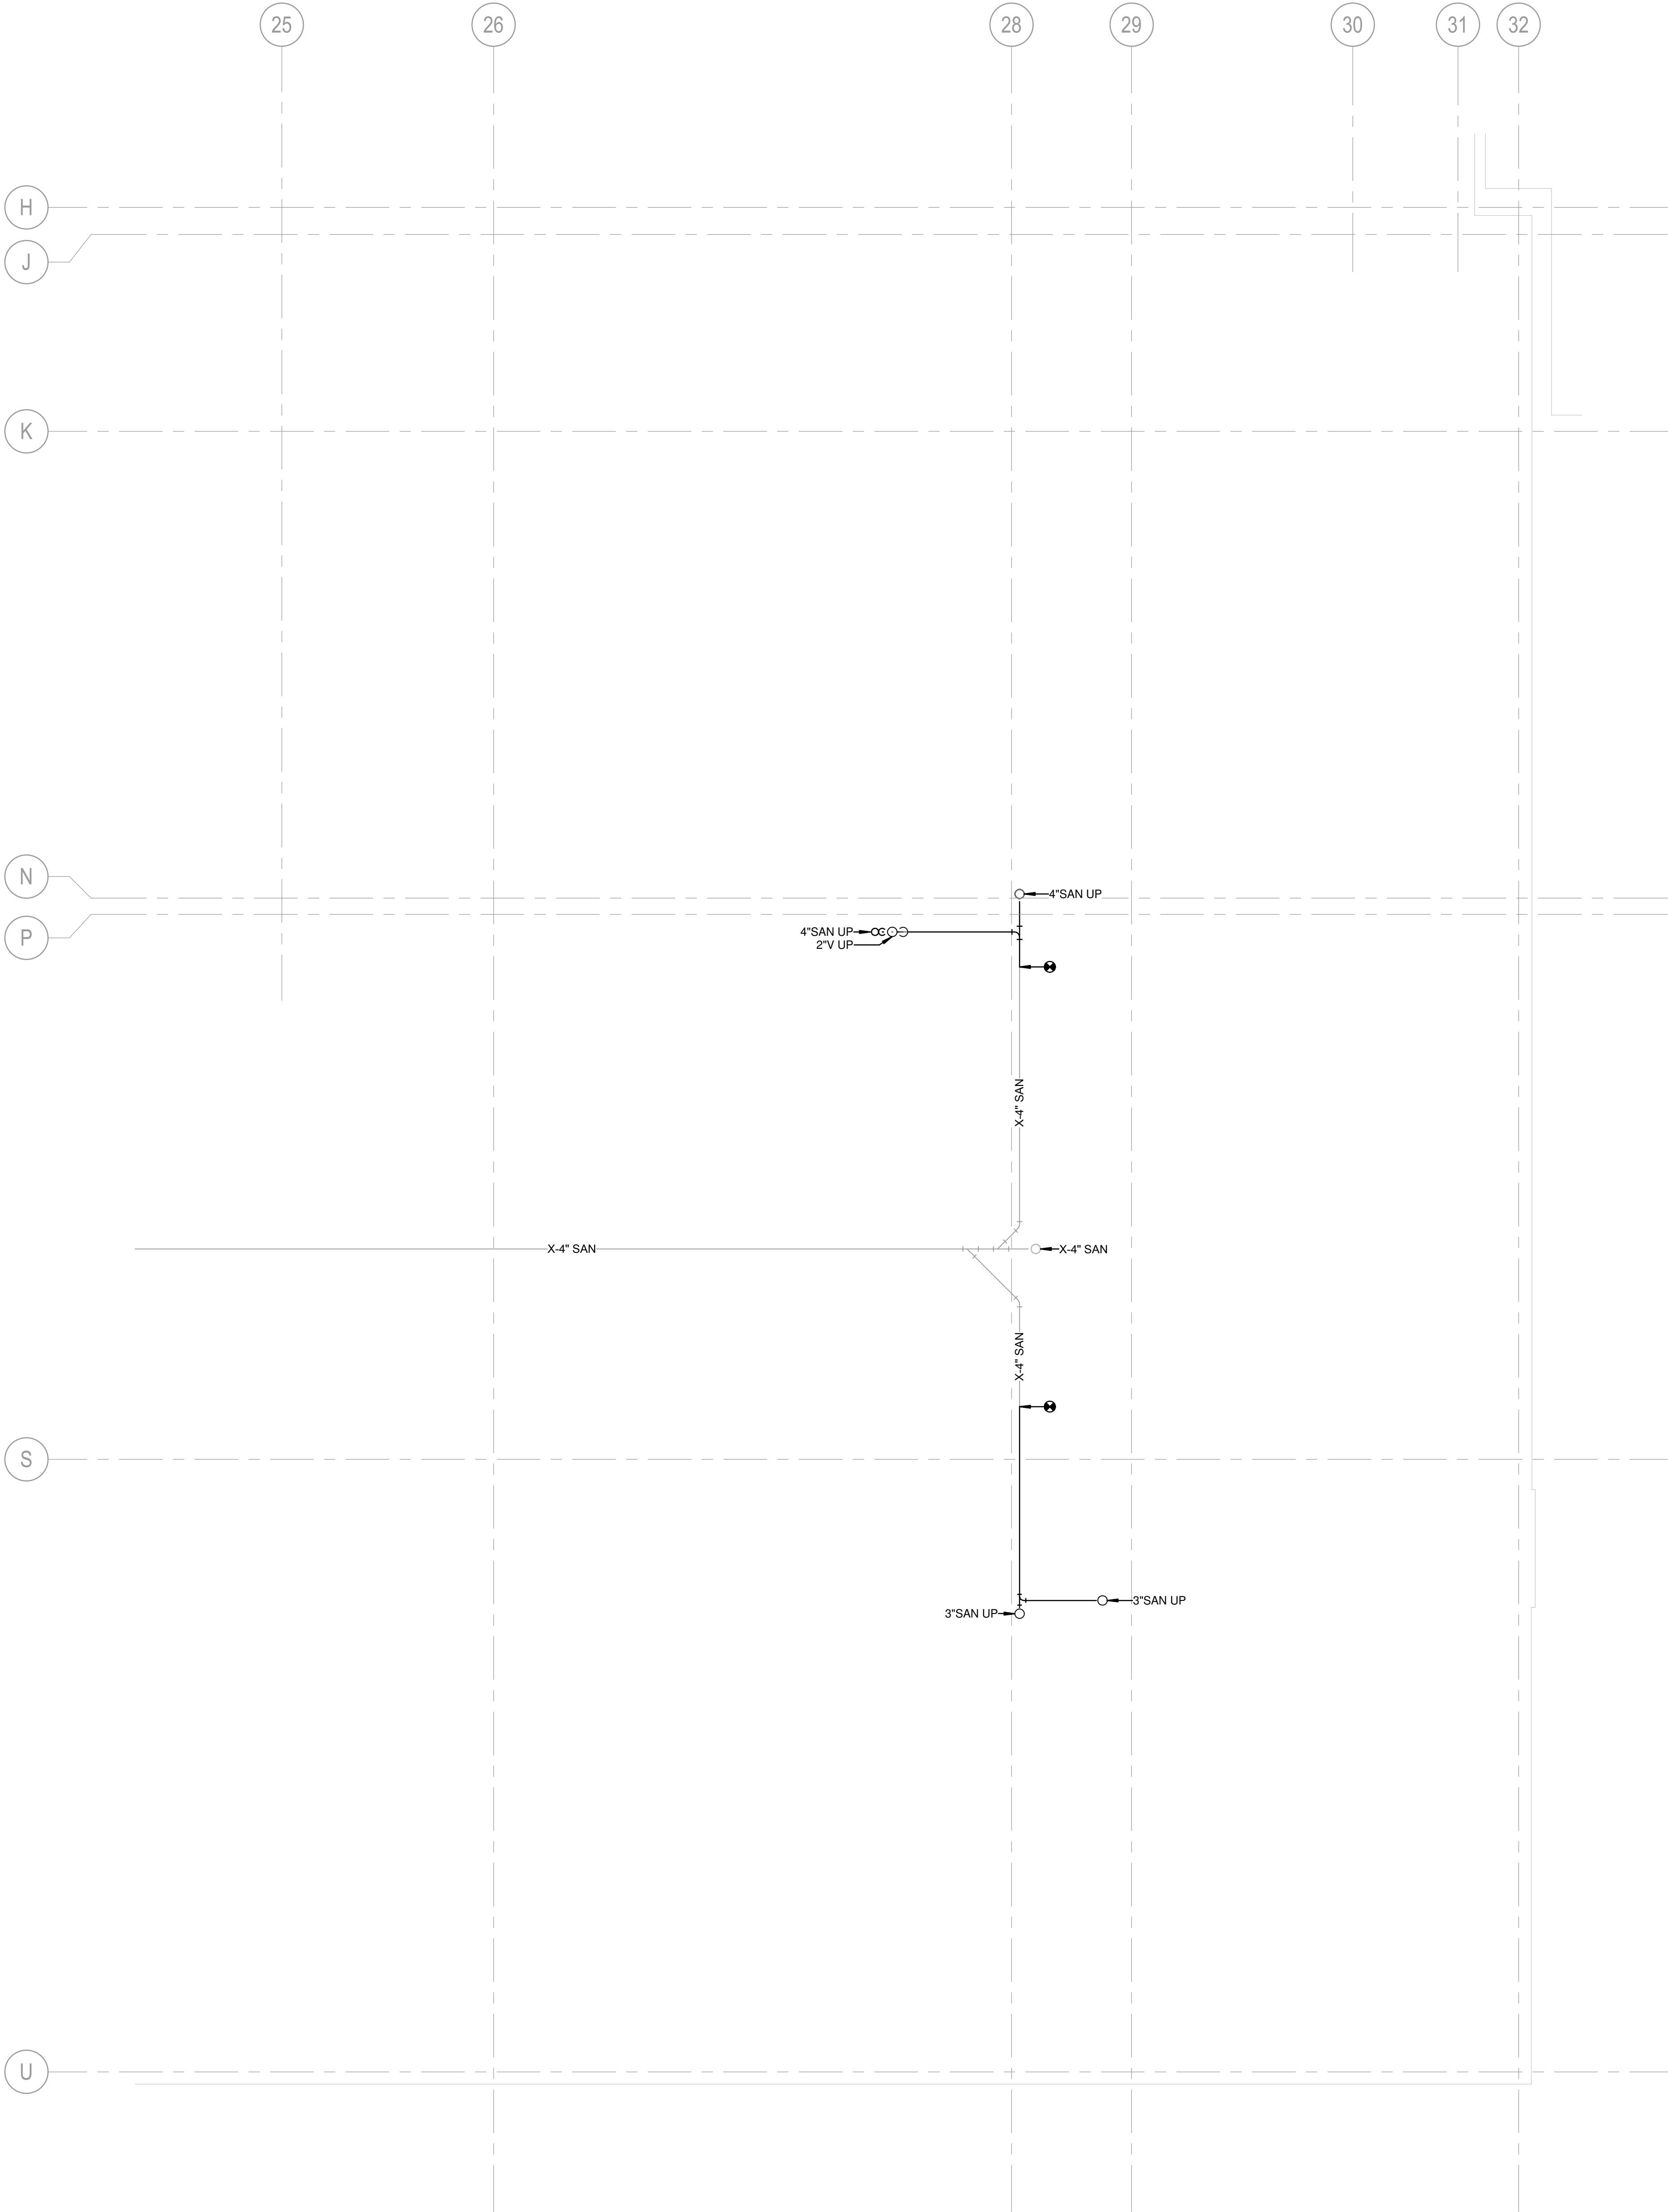 25 26 28 29 30 31 32
H
J
K
N
4"SAN UP
P
4"SAN UP
2"V UP
X-4" SAN
X-4" SAN
X-4" SAN
X-4" SAN
S
3"SAN UP
3"SAN UP
U